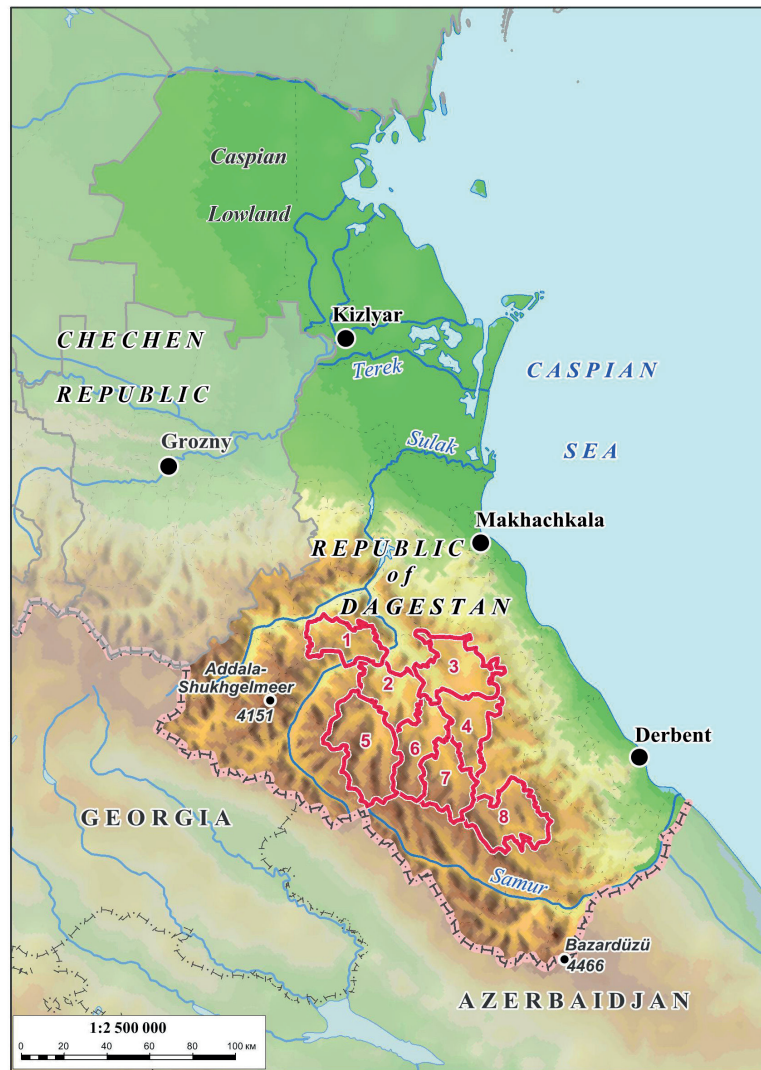 Caspian
Lowland
Kizlyar
CHECHEN
REPUBLIC
Terek
CASPIAN
SEA
Grozny
Sulak
Makhachkala
REPUBLIC
of
DAGESTAN
1
Addala-
Shukhgelmeer
4151
2
3
4
5
6
7
8
Derbent
GEORGIA
Samur
Bazardüzü
4466
AZERBAIDJAN
1:2 500 000
0 20 40 60 80 100 км